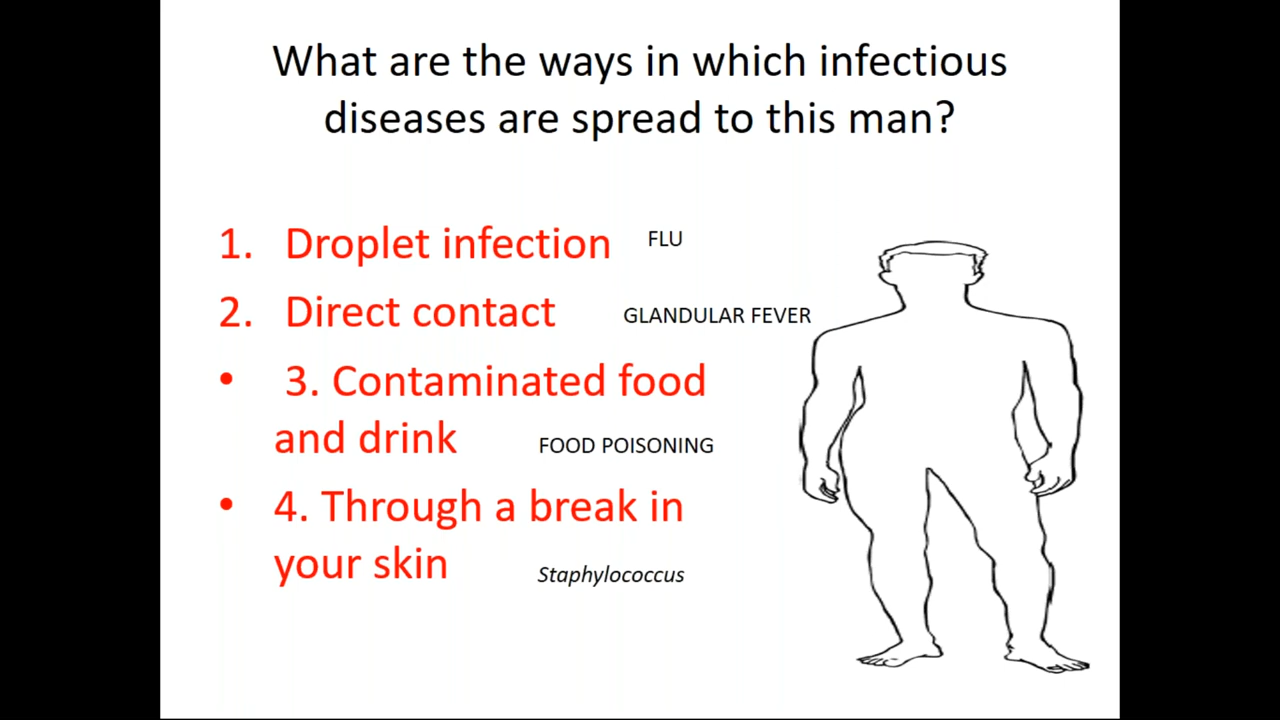 What are the ways in which infectious
diseases are spread to this man?
1. Droplet infection FLU
2. Direct contact GLANDULAR FEVER
• 3. Contaminated food
and drink FOOD POISONING
• 4. Through a break in
your skin Staphylococcus